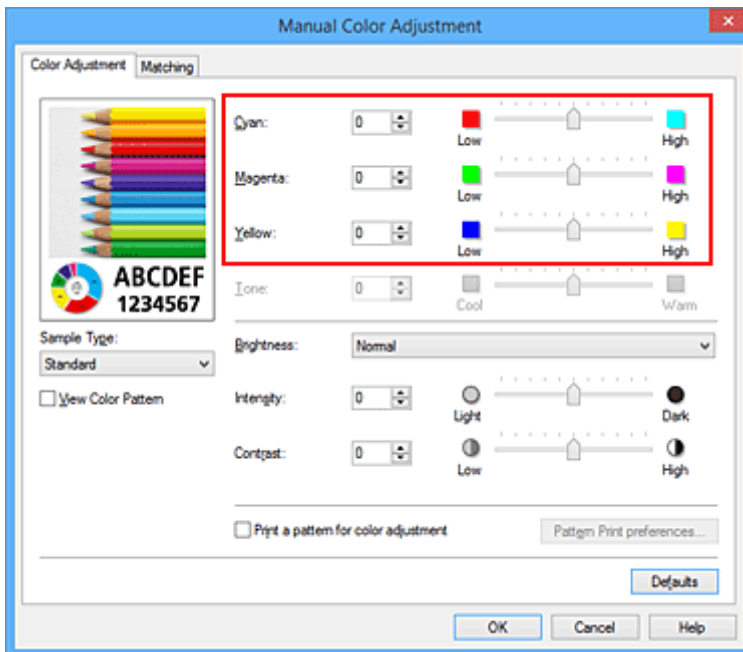 Manual Color Adjustment
Color Adjustment Matching
Cyan: 0 Low High
Magenta: 0 Low High
Yellow: 0 Low High
ABCDEF
1234567
Tone: 0 Cool Warm
Sample Type:
Standard
View Color Pattern
Brightness: Normal
Intensity: 0 Light Dark
Contrast: 0 Low High
Print a pattern for color adjustment Pattern Print preferences...
Defaults
OK Cancel Help